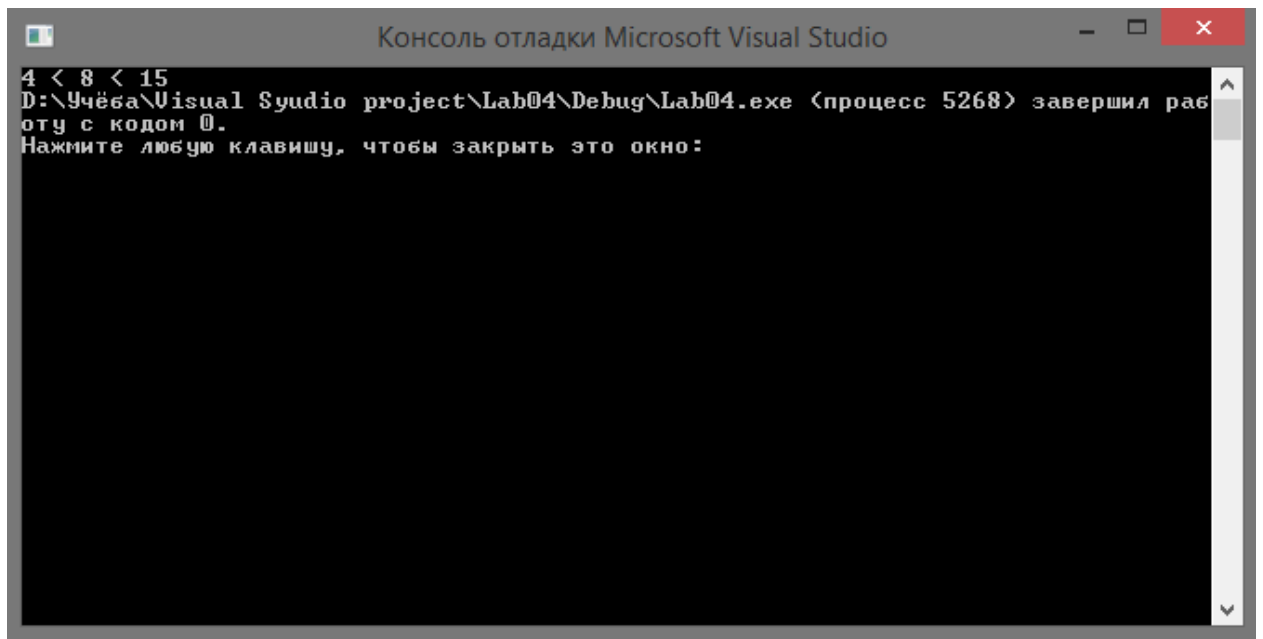 Консоль отладки Microsoft Visual Studio
4 < 8 < 15
D:\Учёба\Visual Syudio project\Lab04\Debug\Lab04.exe (процесс 5268) завершил раб
оту с кодом 0.
Нажмите любую клавишу, чтобы закрыть это окно: